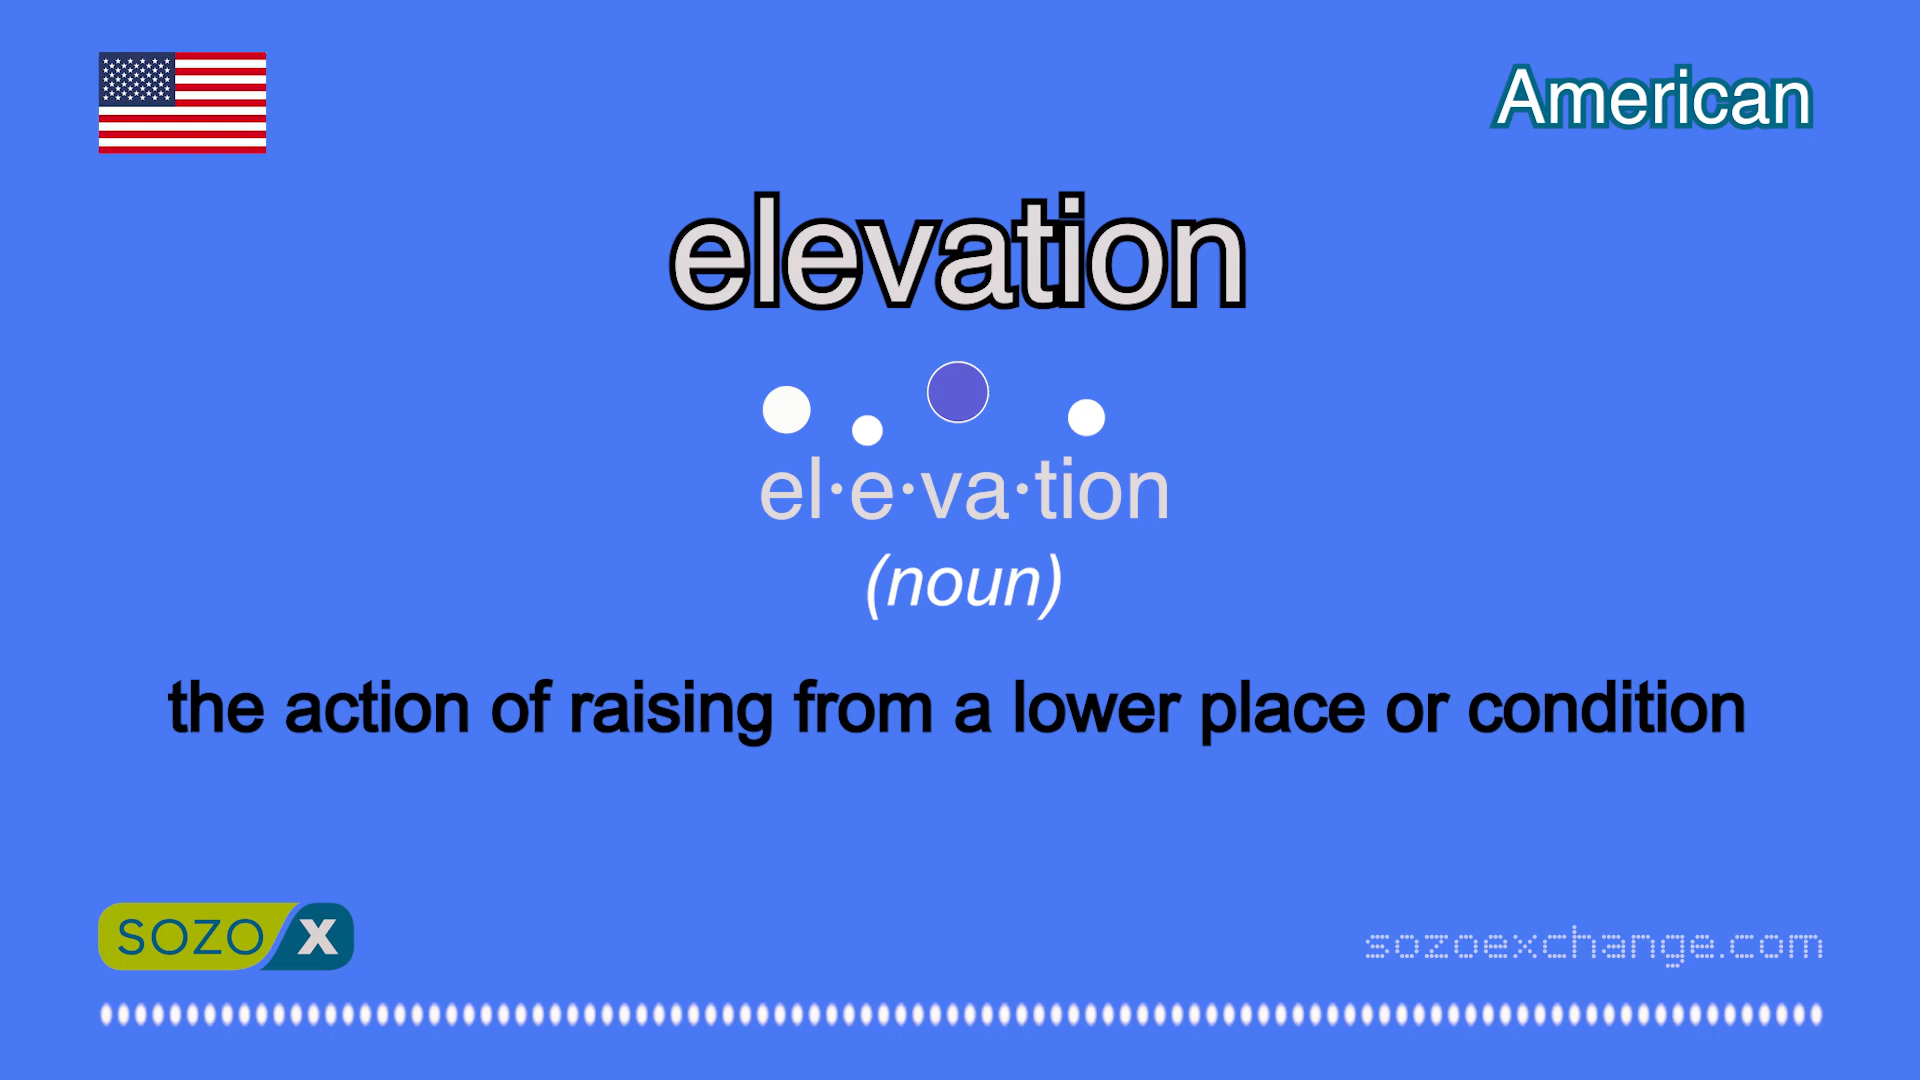 American
elevation
el·e·va·tion
(noun)
the action of raising from a lower place or condition
SOZO X
sozoexchange.com